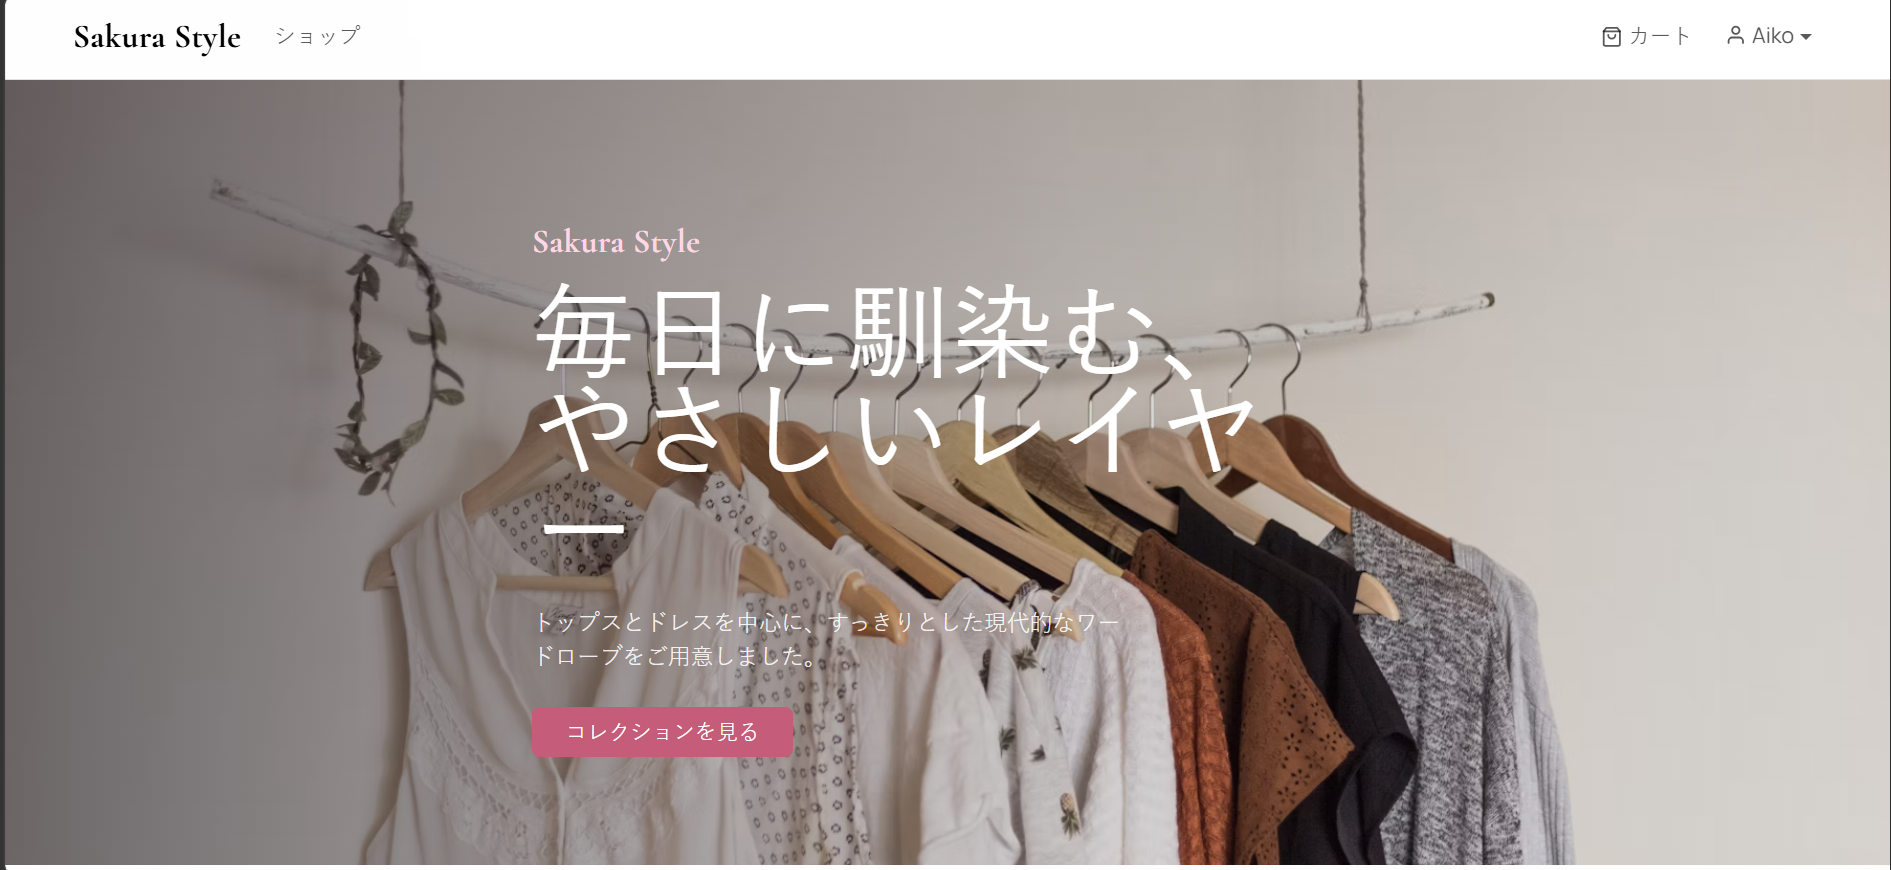 Sakura Style
ショップ
カート
Aiko
Sakura Style
毎日に馴染む、
やさしいレイヤ
ー
トップスとドレスを中心に、すっきりとした現代的なワー
ドローブをご用意しました。
コレクションを見る